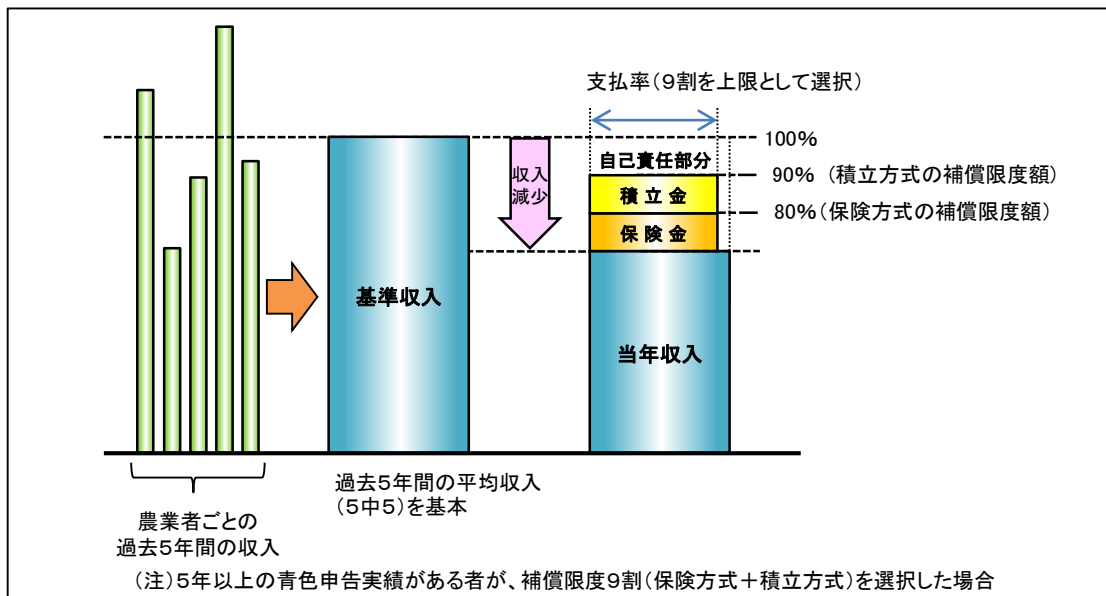 支払率(9割を上限として選択)
100%
自己責任部分
90% (積立方式の補償限度額)
積立金
80%(保険方式の補償限度額)
保険金
収入
減少
基準収入
当年収入
過去5年間の平均収入
(5中5)を基本
農業者ごとの
過去5年間の収入
(注)5年以上の青色申告実績がある者が、補償限度9割(保険方式+積立方式)を選択した場合